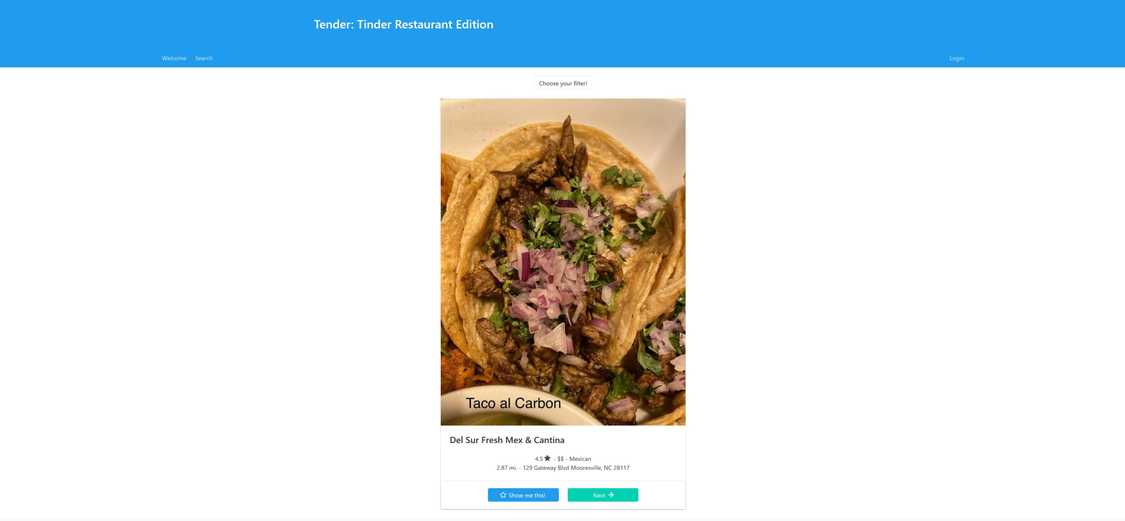 Tender: Tinder Restaurant Edition
Welcome Search Login
Choose your filter!
Taco al Carbon
Del Sur Fresh Mex & Cantina
4.5 - $$ - Mexican
2.87 mi. - 129 Gateway Blvd Mooresville, NC 28117
Show me this! Next